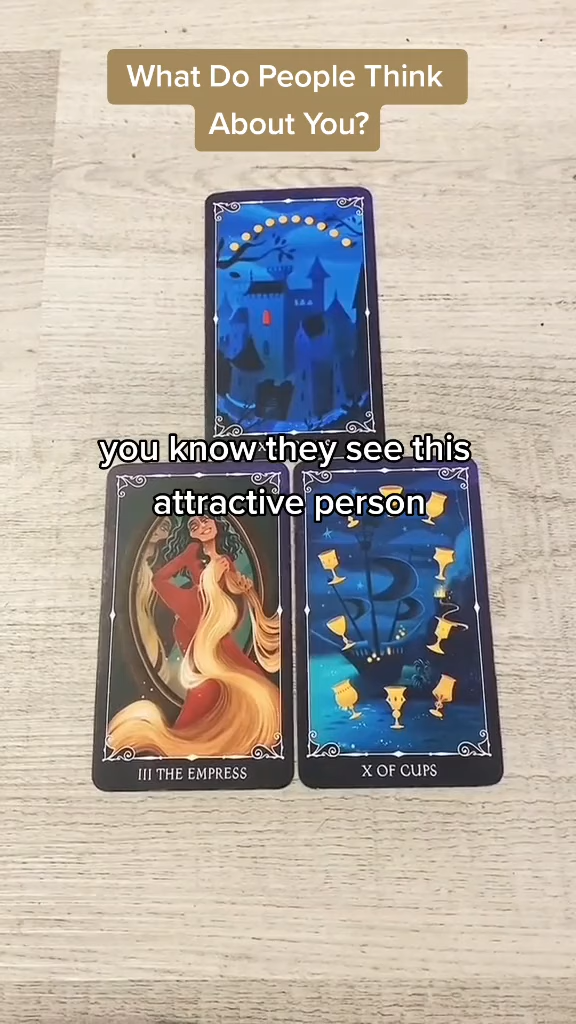 What Do People Think
About You?
you know they see this
attractive person
III THE EMPRESS
X OF CUPS